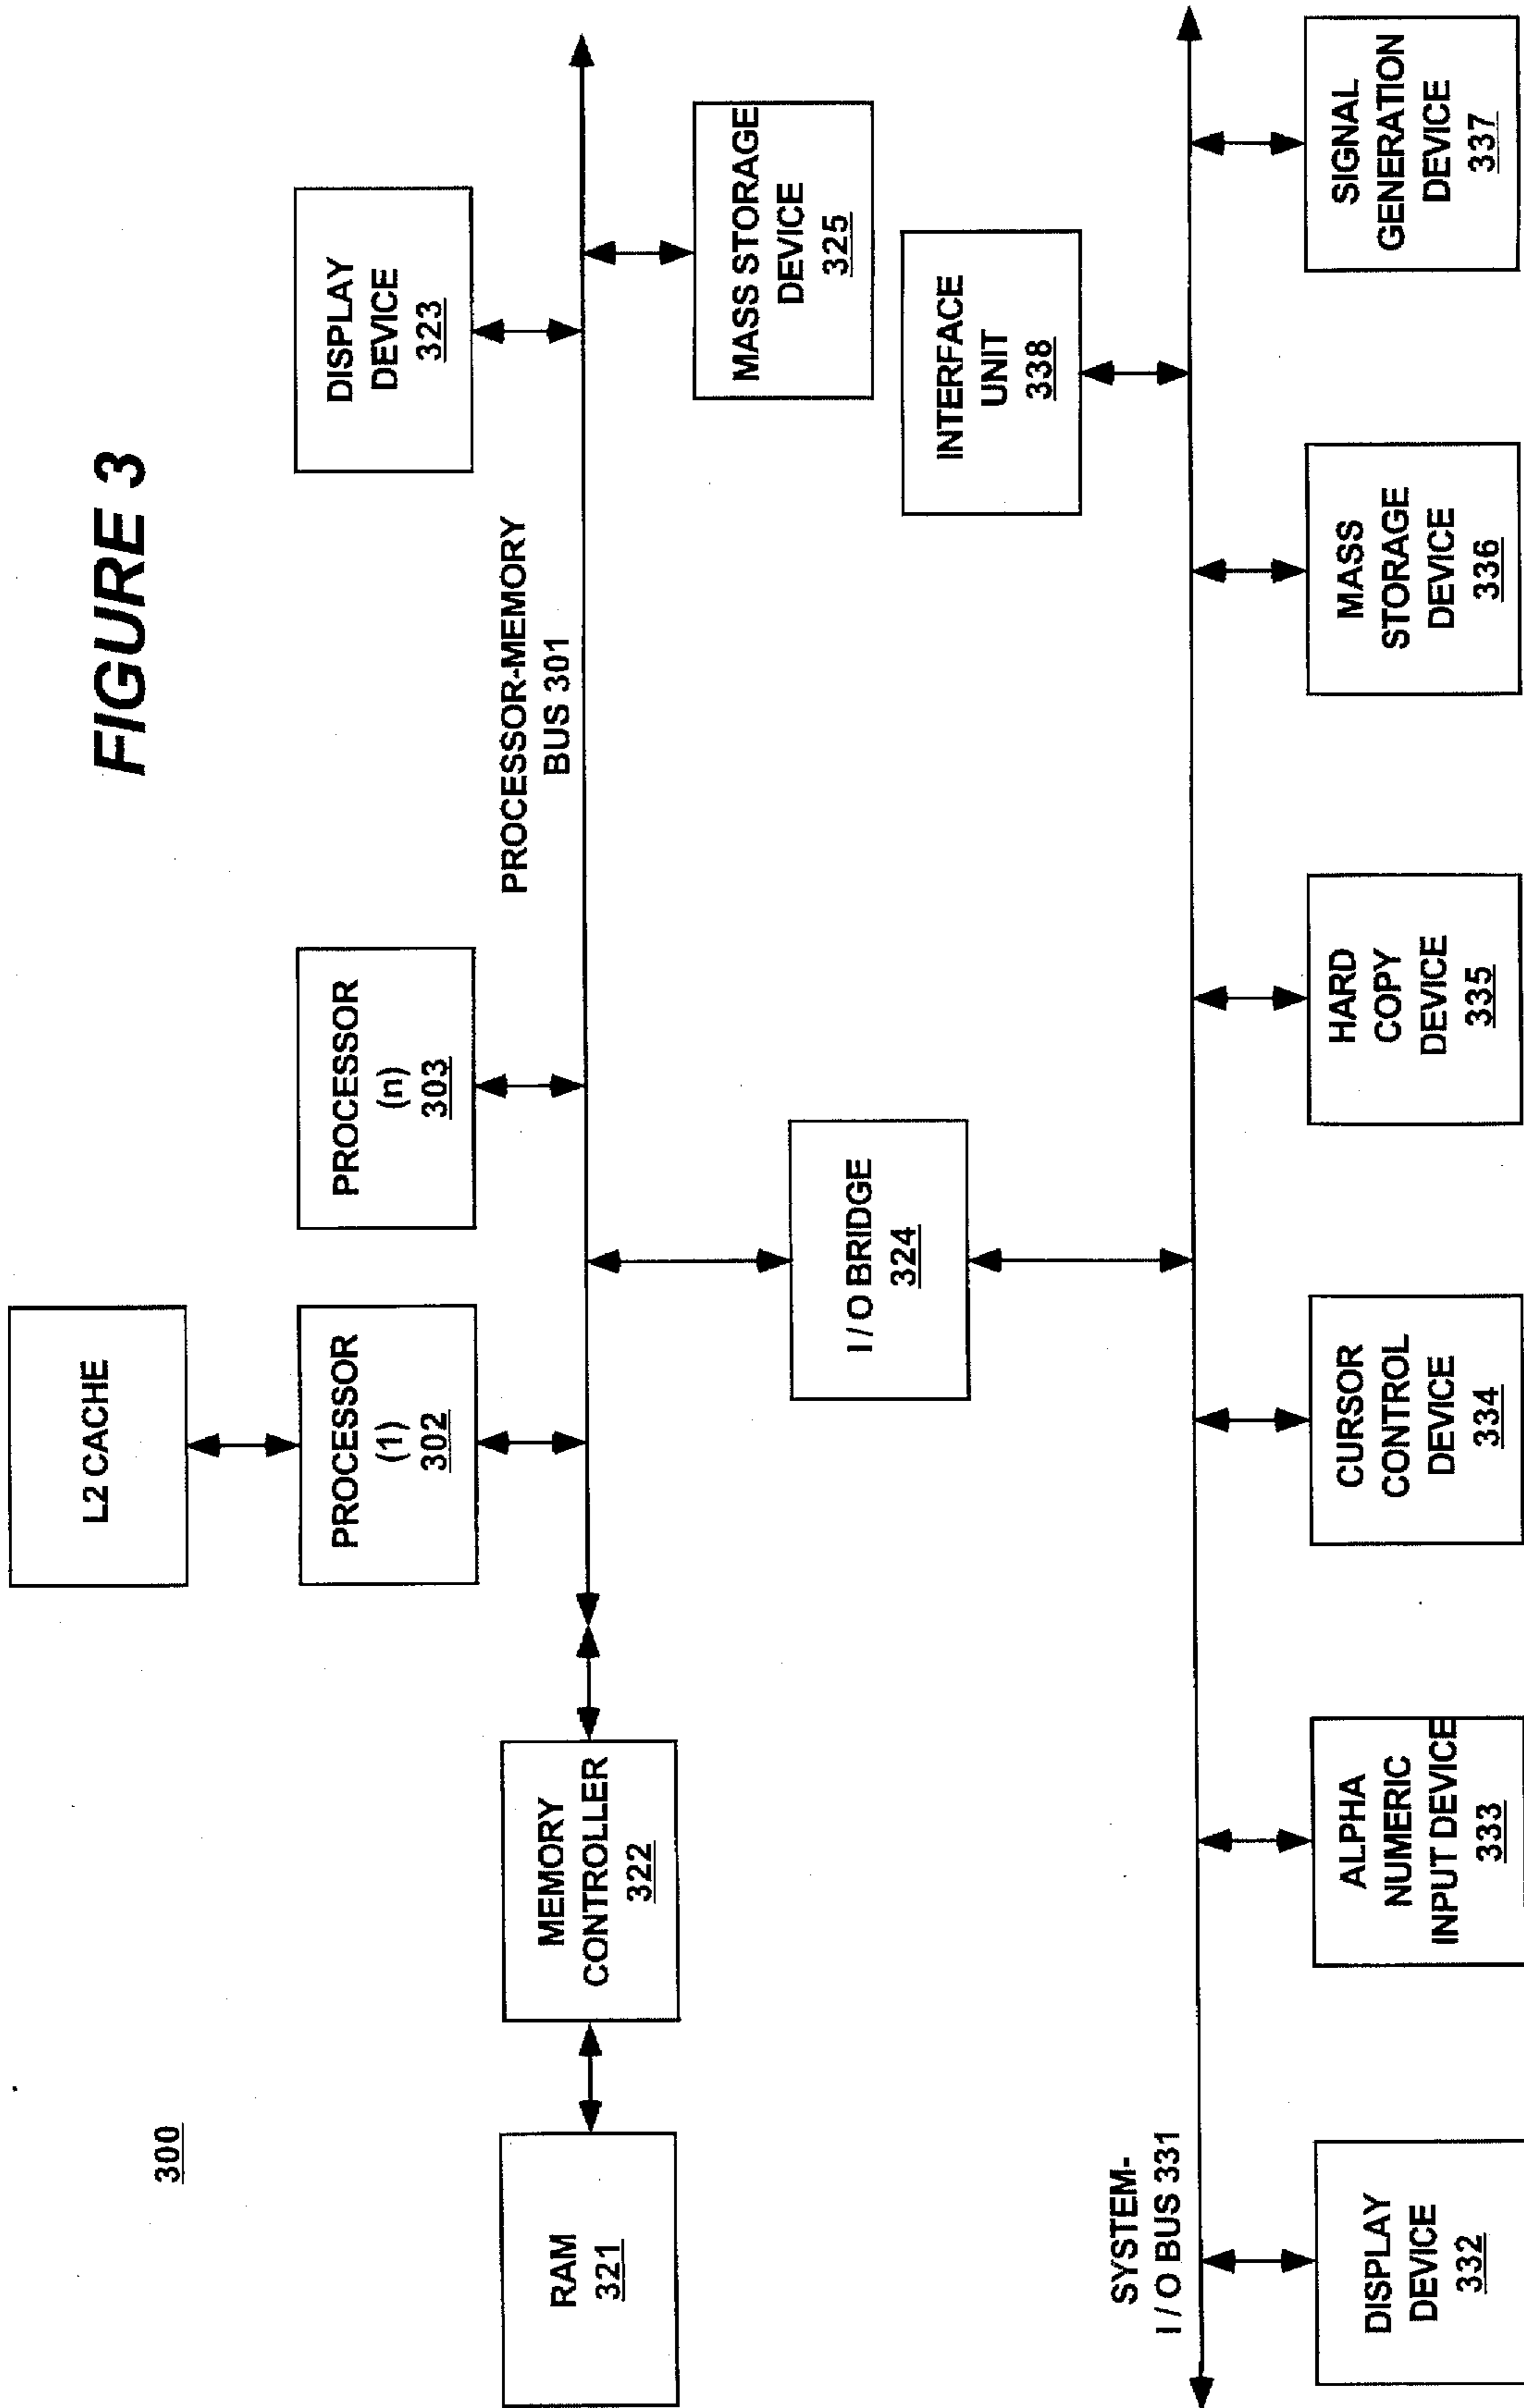 FIGURE 3
300
L2 CACHE
PROCESSOR
(1)
302
PROCESSOR
(n)
303
DISPLAY
DEVICE
323
RAM
321
MEMORY
CONTROLLER
322
PROCESSOR-MEMORY
BUS 301
MASS STORAGE
DEVICE
325
I / O BRIDGE
324
INTERFACE
UNIT
338
SYSTEM-
I / O BUS 331
DISPLAY
DEVICE
332
ALPHA
NUMERIC
INPUT DEVICE
333
CURSOR
CONTROL
DEVICE
334
HARD
COPY
DEVICE
335
MASS
STORAGE
DEVICE
336
SIGNAL
GENERATION
DEVICE
337